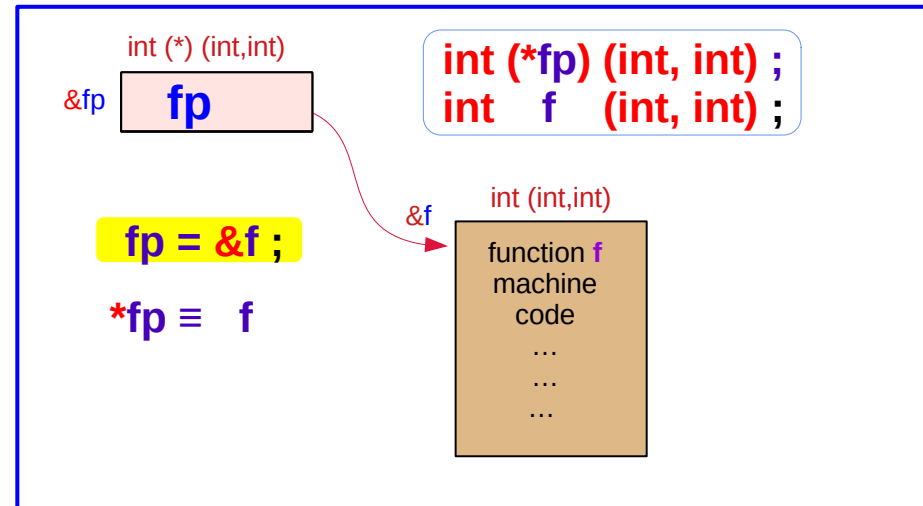 int (*) (int,int)
&fp
fp
int (*fp) (int, int) ;
int f (int, int) ;
fp = &f ;
*fp ≡ f
&f
int (int,int)
function f
machine
code
…
…
…